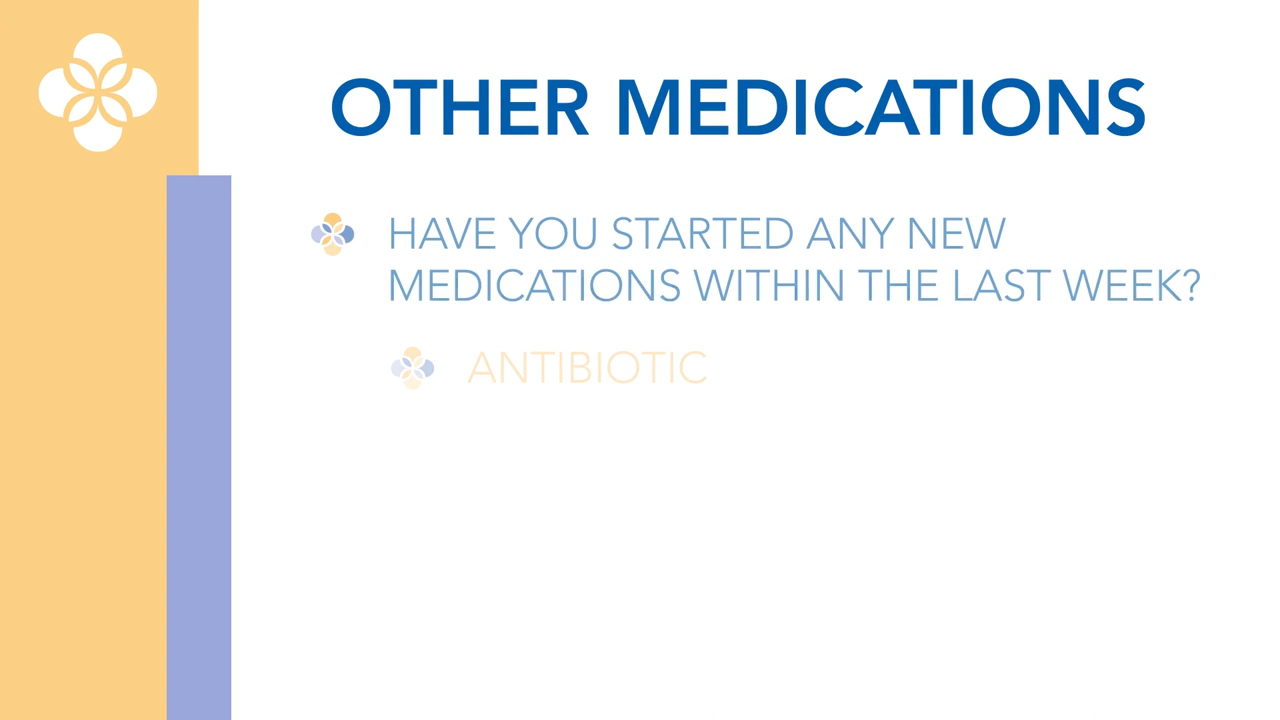 OTHER MEDICATIONS
HAVE YOU STARTED ANY NEW
MEDICATIONS WITHIN THE LAST WEEK?
ANTIBIOTIC